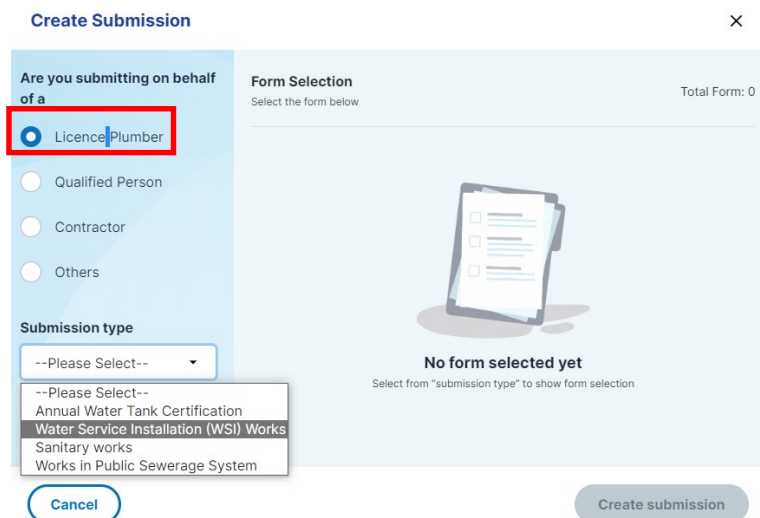 Create Submission
Are you submitting on behalf
of a
Licence Plumber
Qualified Person
Contractor
Others
Submission type
--Please Select--
--Please Select--
Annual Water Tank Certification
Water Service Installation (WSI) Works
Sanitary works
Works in Public Sewerage System
Form Selection
Select the form below
Total Form: 0
No form selected yet
Select from "submission type" to show form selection
Cancel
Create submission